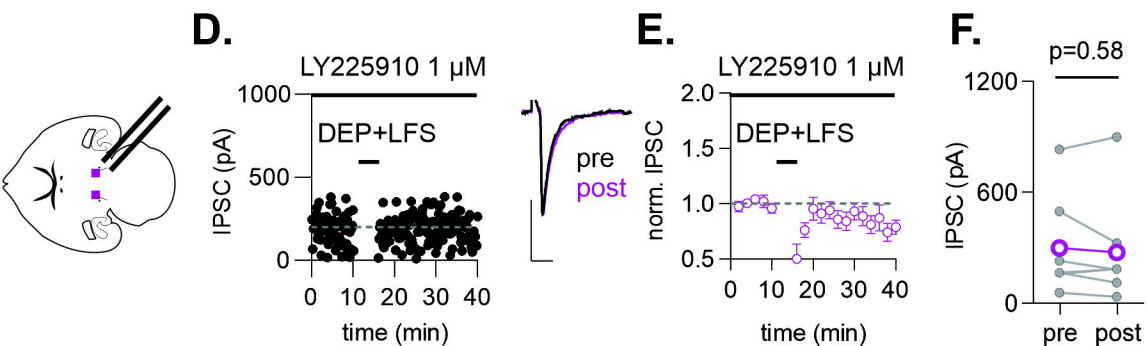 D.
LY225910 1 µM
1000
500
0
IPSC (pA)
DEP+LFS
0 10 20 30 40
time (min)
pre
post
E.
LY225910 1 µM
2.0
1.5
1.0
0.5
norm. IPSC
DEP+LFS
0 10 20 30 40
time (min)
F.
p=0.58
1200
600
0
IPSC (pA)
pre post